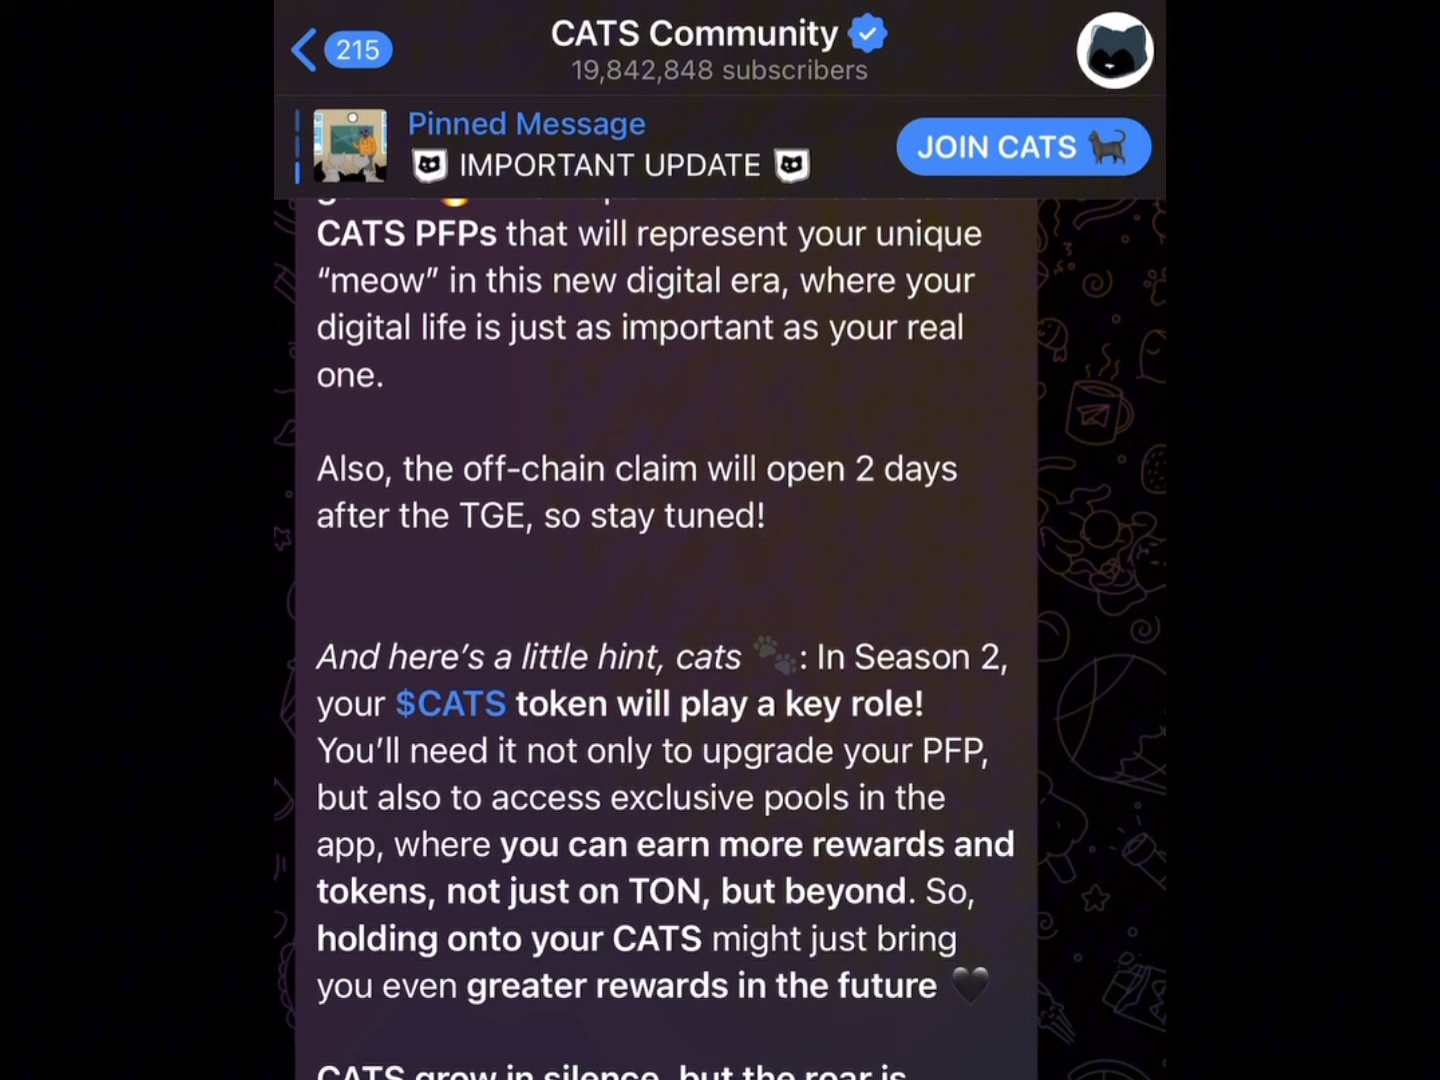 215
CATS Community
19,842,848 subscribers
Pinned Message
IMPORTANT UPDATE
JOIN CATS
CATS PFPs that will represent your unique
“meow” in this new digital era, where your
digital life is just as important as your real
one.
Also, the off-chain claim will open 2 days
after the TGE, so stay tuned!
And here’s a little hint, cats 🐾: In Season 2,
your $CATS token will play a key role!
You’ll need it not only to upgrade your PFP,
but also to access exclusive pools in the
app, where you can earn more rewards and
tokens, not just on TON, but beyond. So,
holding onto your CATS might just bring
you even greater rewards in the future 🖤
CATS grow in silence, but the roar is